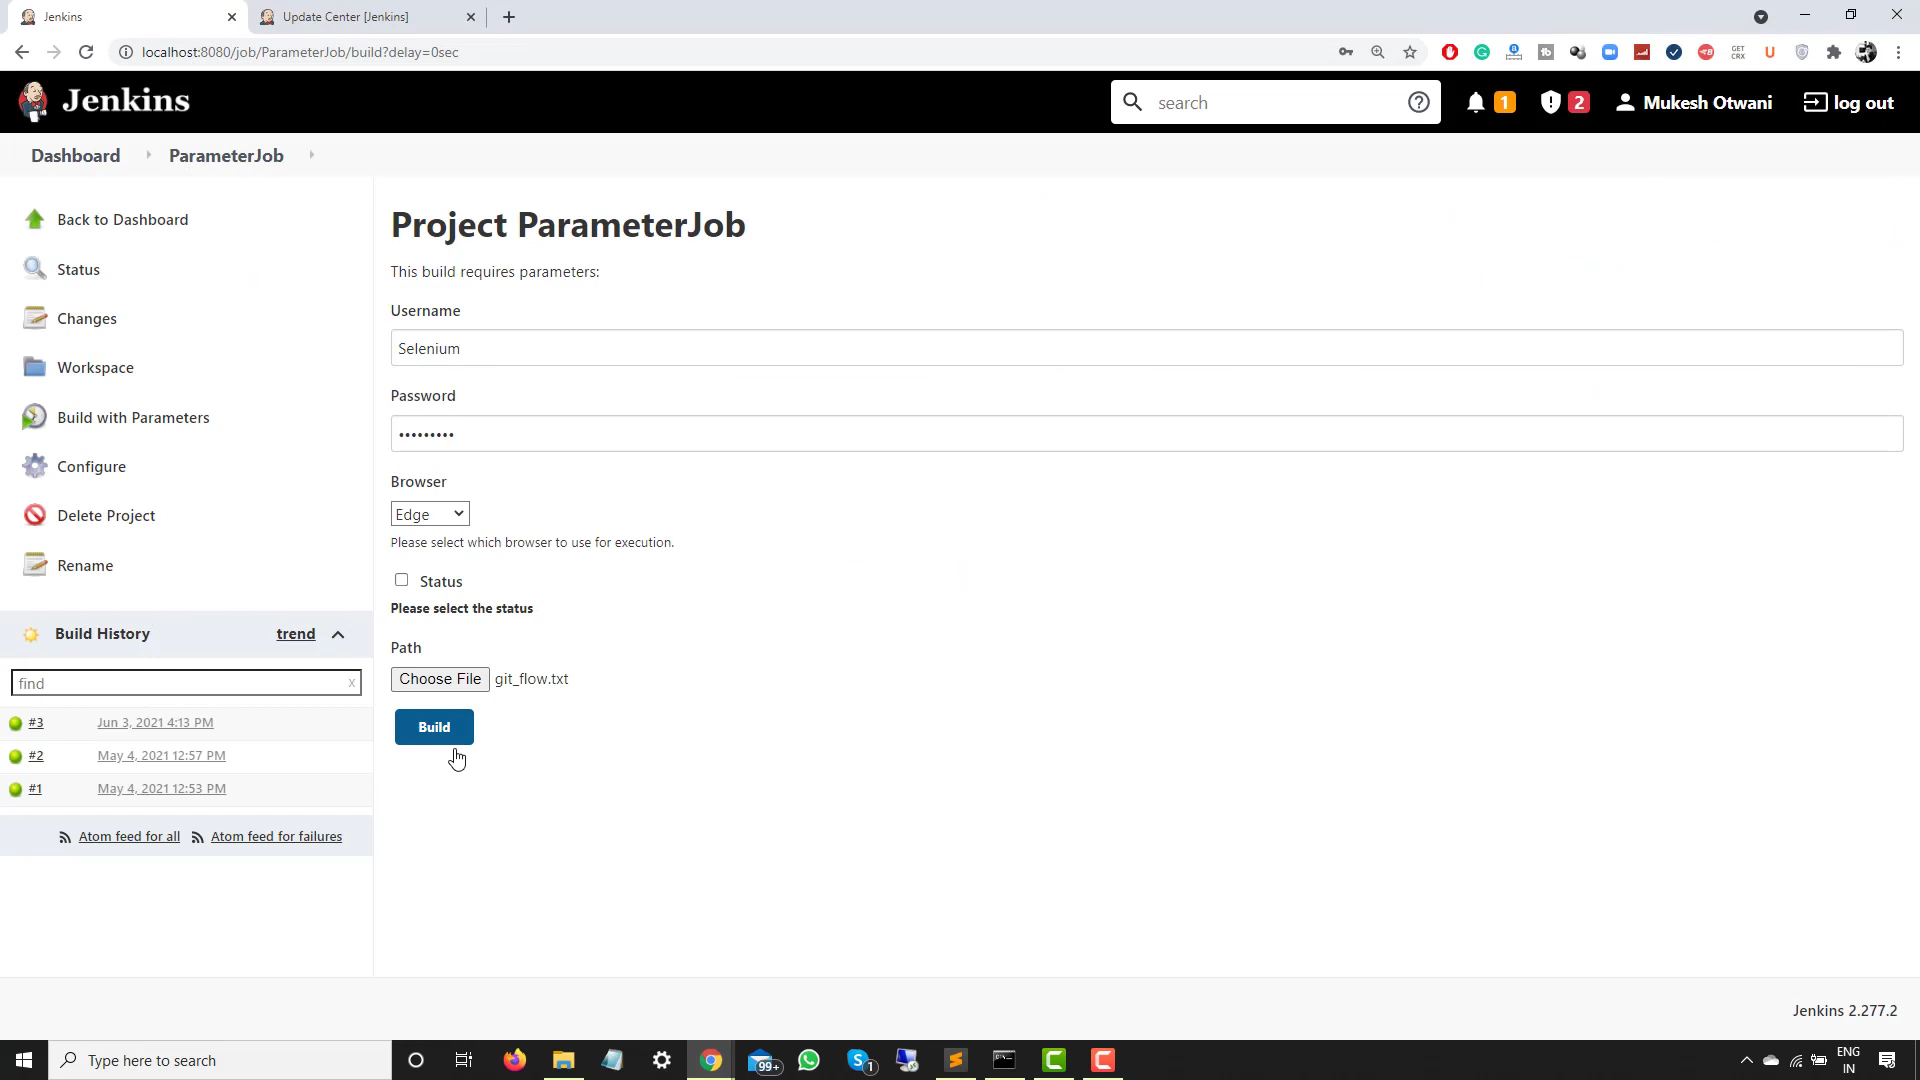 Jenkins
Update Center [Jenkins]
localhost:8080/job/ParameterJob/build?delay=0sec
GET
CRX
Jenkins
search
1
2
Mukesh Otwani
log out
Dashboard
ParameterJob
Back to Dashboard
Status
Changes
Workspace
Build with Parameters
Configure
Delete Project
Rename
Build History
trend
find
x
#3
Jun 3, 2021 4:13 PM
#2
May 4, 2021 12:57 PM
#1
May 4, 2021 12:53 PM
Atom feed for all
Atom feed for failures
Project ParameterJob
This build requires parameters:
Username
Selenium
Password
•••••••••
Browser
Edge
Please select which browser to use for execution.
Status
Please select the status
Path
Choose File git_flow.txt
Build
Jenkins 2.277.2
Type here to search
99+
1
ENG
IN